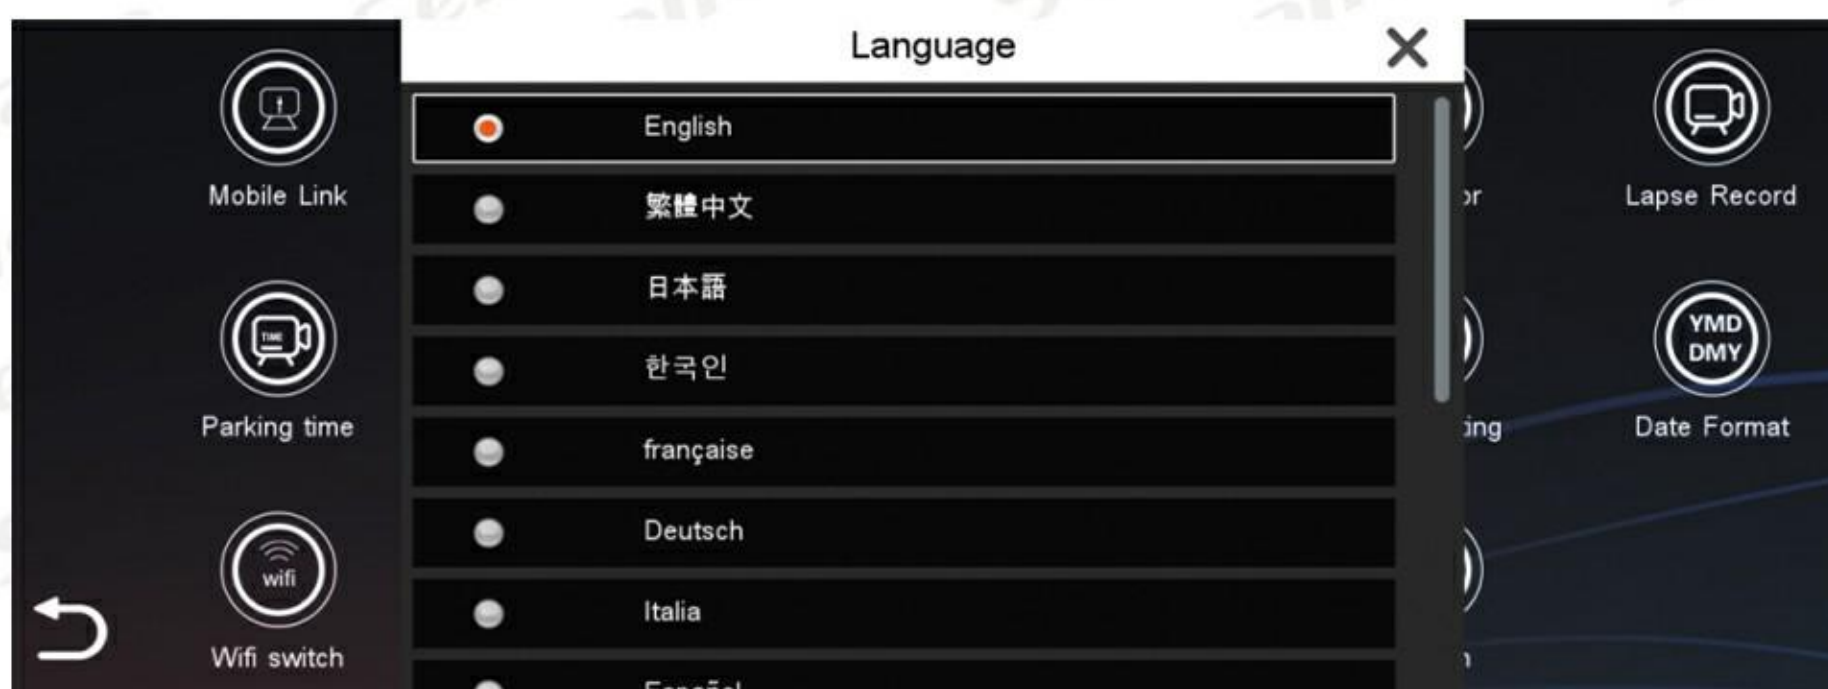 Language
English
繁體中文
日本語
한국인
française
Deutsch
Italia
Español
Mobile Link
TIME
Parking time
wifi
Wifi switch
Lapse Record
YMD
DMY
Date Format